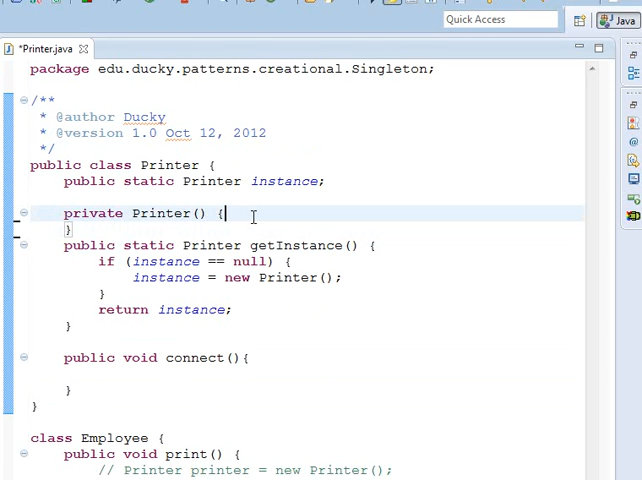 Quick Access
Java
*Printer.java
package edu.ducky.patterns.creational.Singleton;
/**
 * @author Ducky
 * @version 1.0 Oct 12, 2012
 */
public class Printer {
    public static Printer instance;
    private Printer() {
    }
    public static Printer getInstance() {
        if (instance == null) {
            instance = new Printer();
        }
        return instance;
    }
    public void connect(){
    }
}
class Employee {
    public void print() {
        // Printer printer = new Printer();